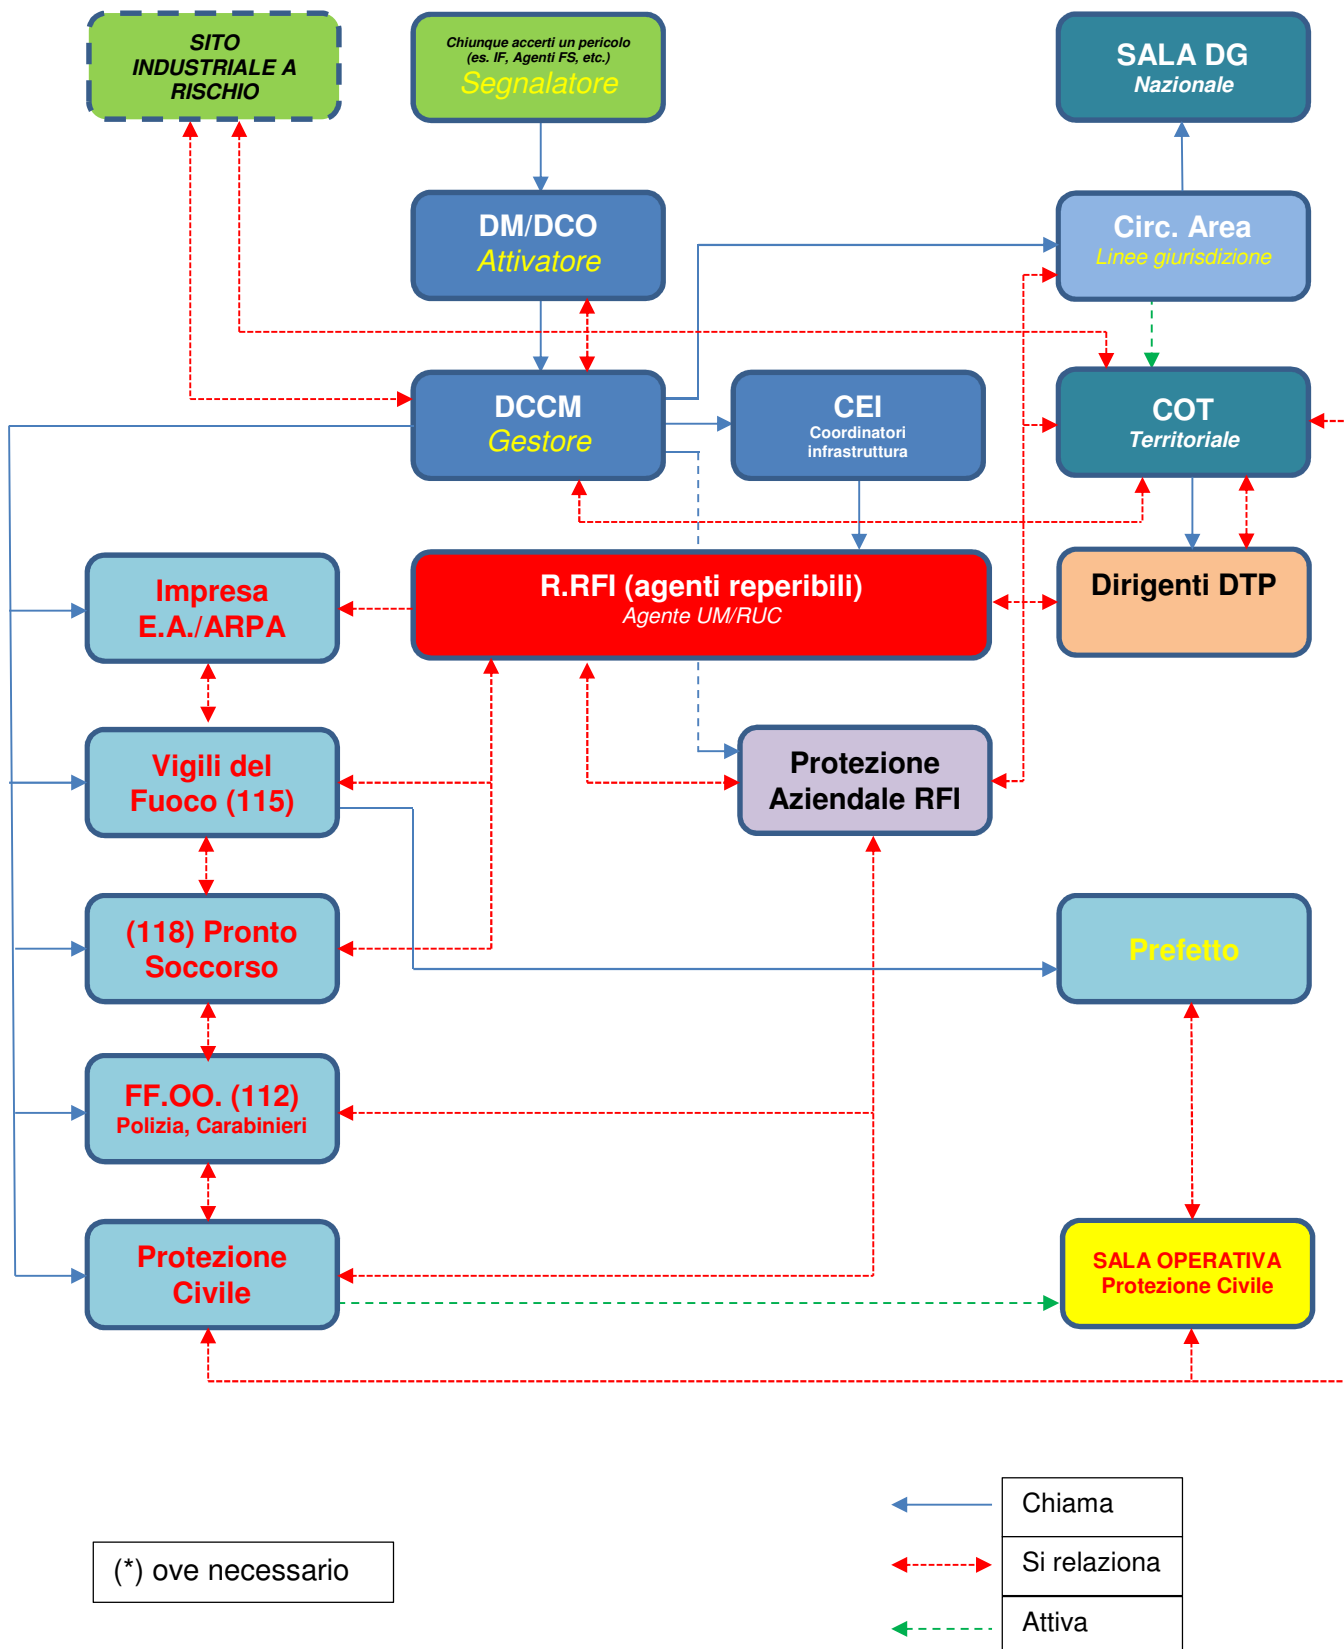 SITO
INDUSTRIALE A
RISCHIO
Chiunque accerti un pericolo
(es. IF, Agenti FS, etc.)
Segnalatore
SALA DG
Nazionale
DM/DCO
Attivatore
Circ. Area
Linee giurisdizione
DCCM
Gestore
CEI
Coordinatori
infrastruttura
COT
Territoriale
Impresa
E.A./ARPA
R.RFI (agenti reperibili)
Agente UM/RUC
Dirigenti DTP
Vigili del
Fuoco (115)
Protezione
Aziendale RFI
(118) Pronto
Soccorso
Prefetto
FF.OO. (112)
Polizia, Carabinieri
Protezione
Civile
SALA OPERATIVA
Protezione Civile
Chiama
(*) ove necessario
Si relaziona
Attiva